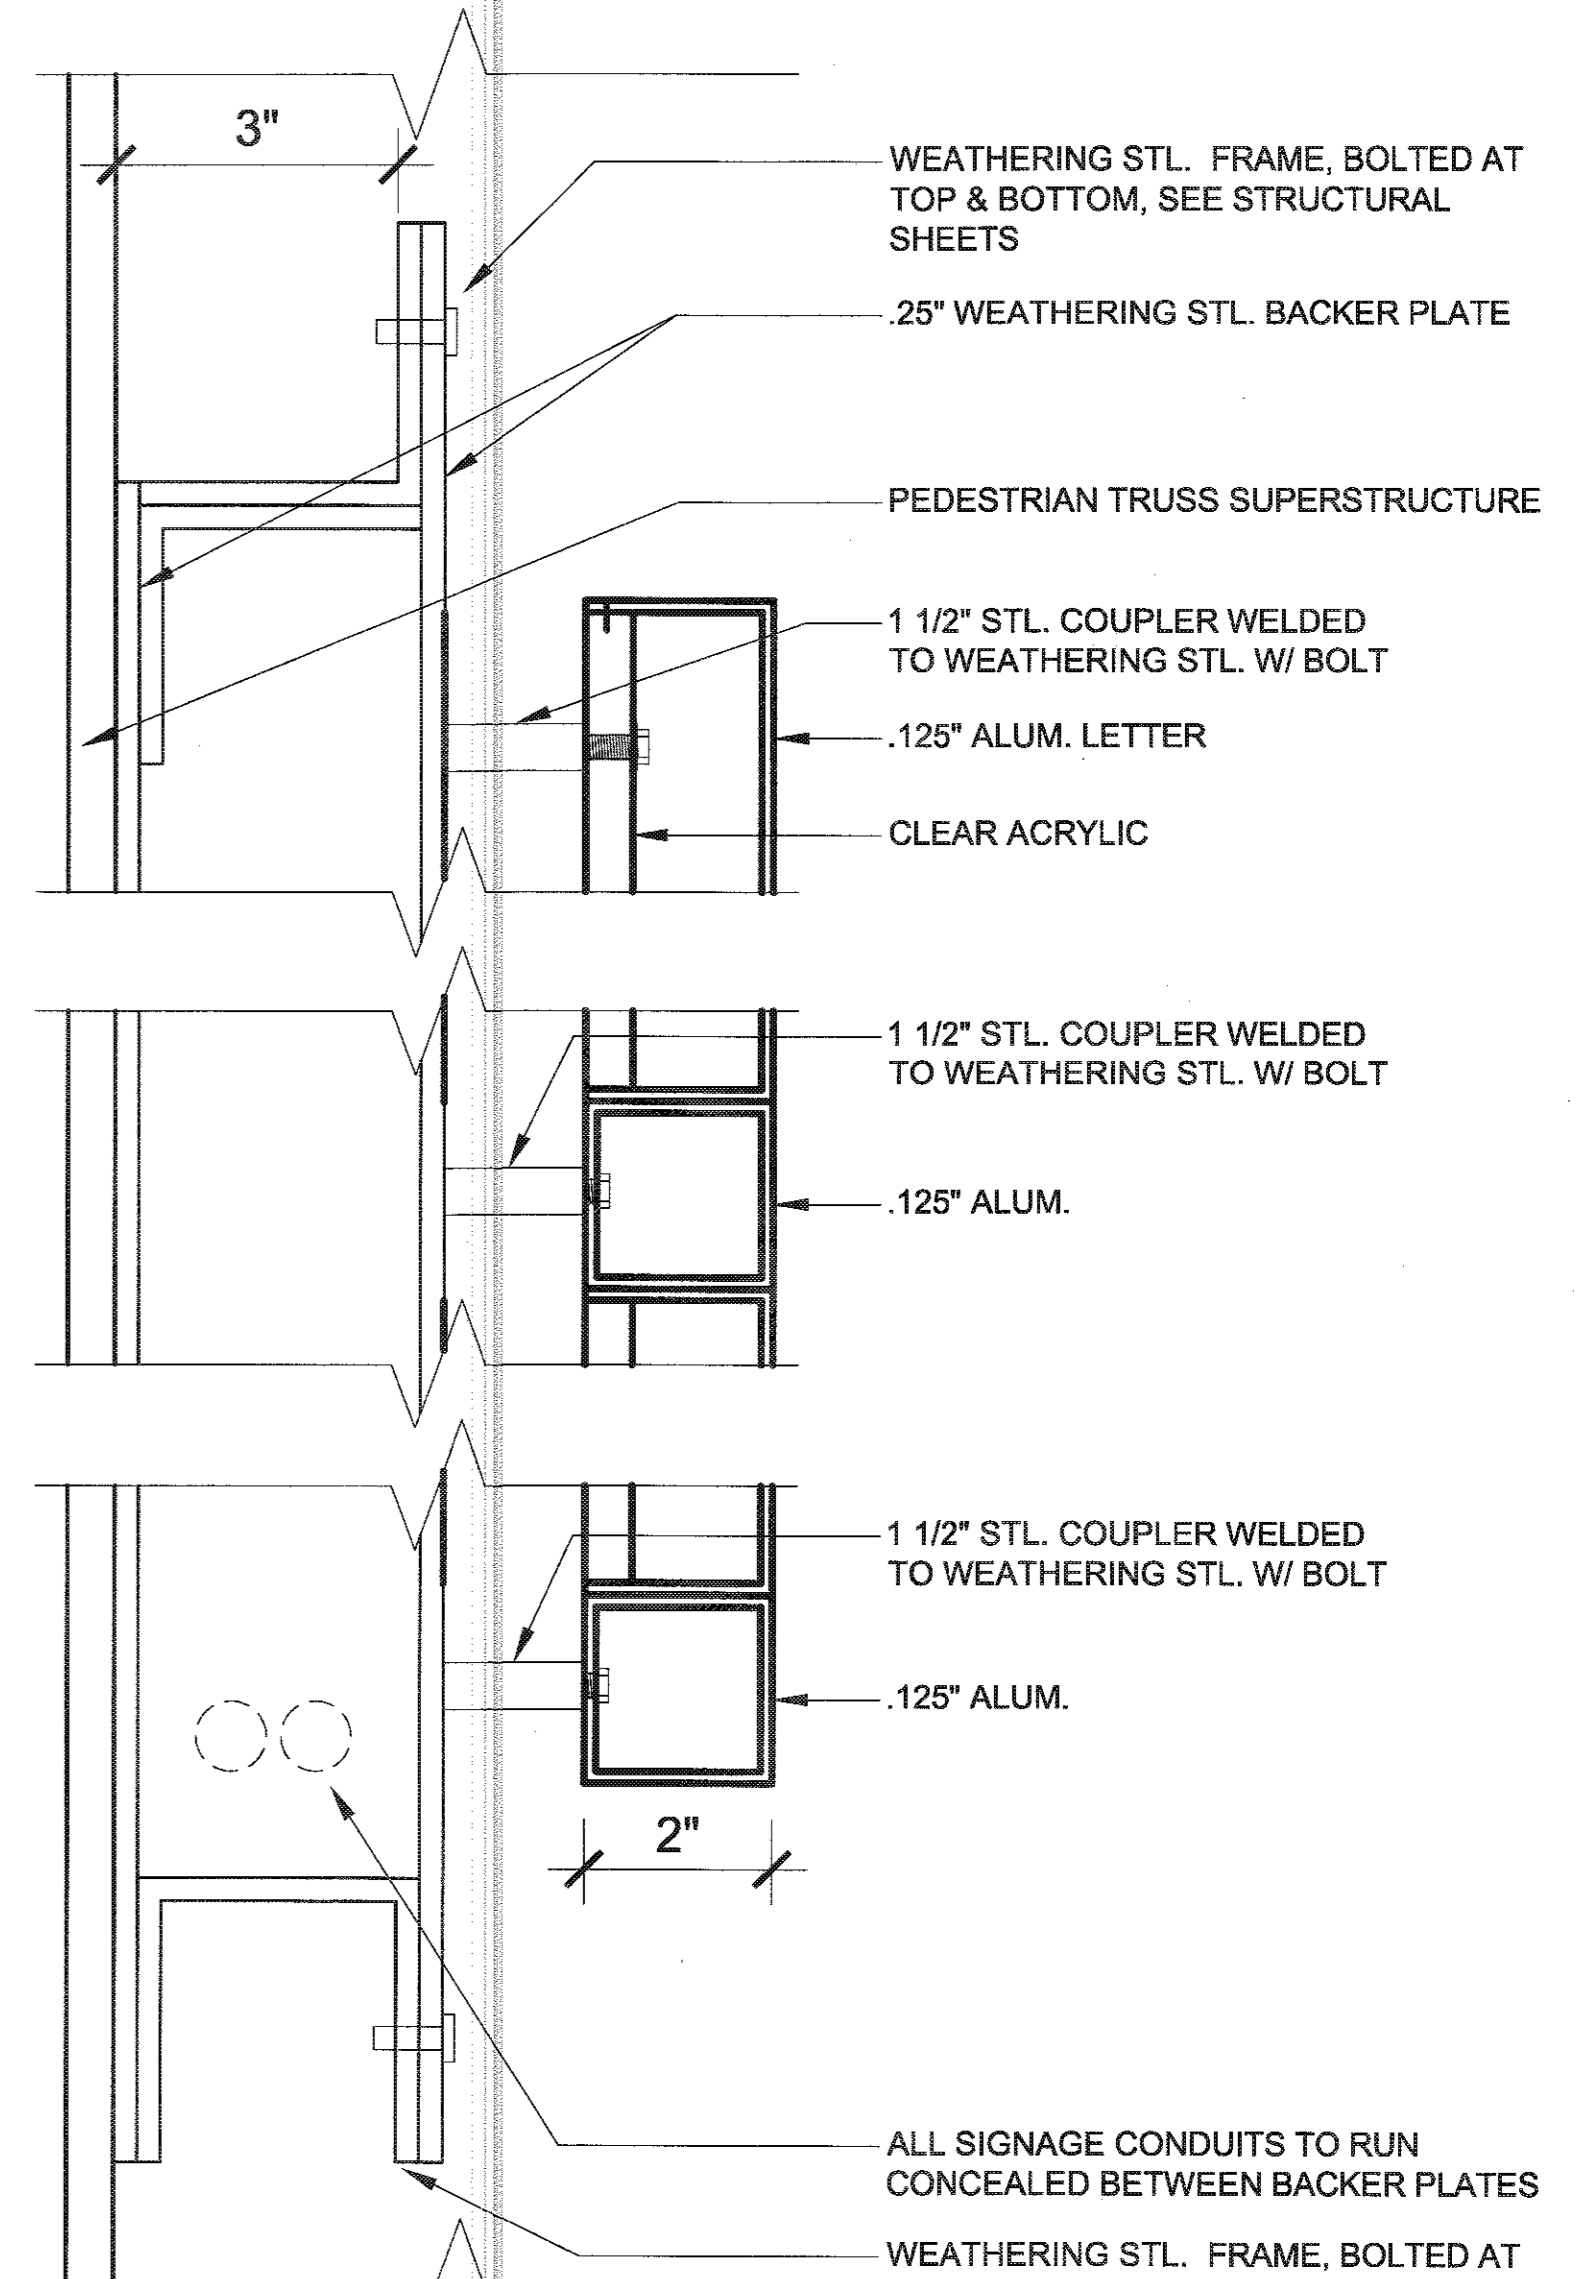 3"
WEATHERING STL. FRAME, BOLTED AT
TOP & BOTTOM, SEE STRUCTURAL
SHEETS
.25" WEATHERING STL. BACKER PLATE
PEDESTRIAN TRUSS SUPERSTRUCTURE
1 1/2" STL. COUPLER WELDED
TO WEATHERING STL. W/ BOLT
.125" ALUM. LETTER
CLEAR ACRYLIC
1 1/2" STL. COUPLER WELDED
TO WEATHERING STL. W/ BOLT
.125" ALUM.
1 1/2" STL. COUPLER WELDED
TO WEATHERING STL. W/ BOLT
.125" ALUM.
2"
ALL SIGNAGE CONDUITS TO RUN
CONCEALED BETWEEN BACKER PLATES
WEATHERING STL. FRAME, BOLTED AT